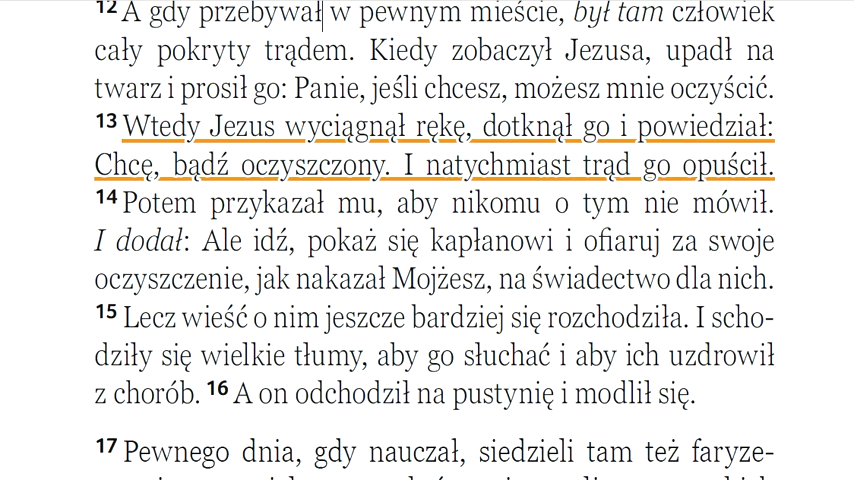 12 A gdy przebywał w pewnym mieście, był tam człowiek
cały pokryty trądem. Kiedy zobaczył Jezusa, upadł na
twarz i prosił go: Panie, jeśli chcesz, możesz mnie oczyścić.
13 Wtedy Jezus wyciągnął rękę, dotknął go i powiedział:
Chcę, bądź oczyszczony. I natychmiast trąd go opuścił.
14 Potem przykazał mu, aby nikomu o tym nie mówił.
I dodał: Ale idź, pokaż się kapłanowi i ofiaruj za swoje
oczyszczenie, jak nakazał Mojżesz, na świadectwo dla nich.
15 Lecz wieść o nim jeszcze bardziej się rozchodziła. I scho-
dziły się wielkie tłumy, aby go słuchać i aby ich uzdrowił
z chorób. 16 A on odchodził na pustynię i modlił się.
17 Pewnego dnia, gdy nauczał, siedzieli tam też faryze-